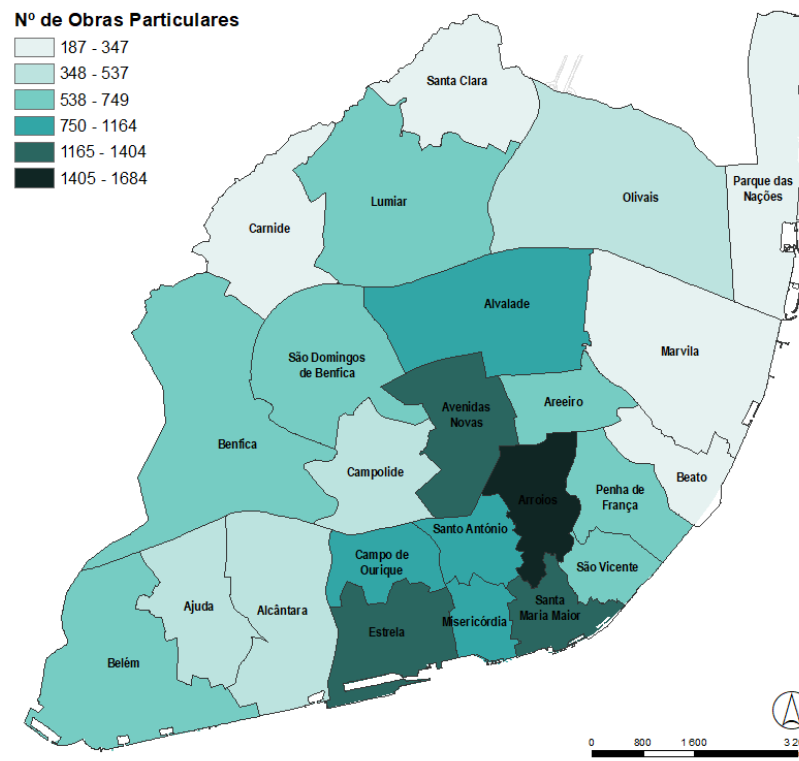 Nº de Obras Particulares
187 - 347
348 - 537
538 - 749
750 - 1164
1165 - 1404
1405 - 1684
Santa Clara
Lumiar
Olivais
Parque das
Nações
Carnide
Alvalade
Marvila
São Domingos
de Benfica
Areeiro
Avenidas
Novas
Benfica
Campolide
Beato
Arroios
Penha de
França
Santo António
Campo de
Ourique
São Vicente
Ajuda
Alcântara
Santa
Maria Maior
Misericórdia
Estrela
Belém
0 800 1 600